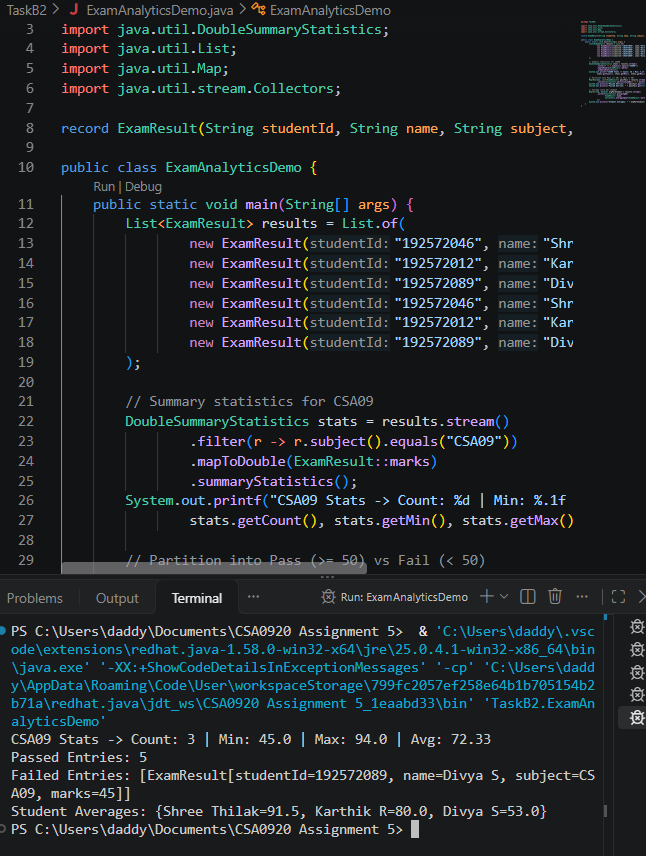 TaskB2 > J ExamAnalyticsDemo.java > ExamAnalyticsDemo
3 import java.util.DoubleSummaryStatistics;
4 import java.util.List;
5 import java.util.Map;
6 import java.util.stream.Collectors;
7
8 record ExamResult(String studentId, String name, String subject,
9
10 public class ExamAnalyticsDemo {
Run | Debug
11 public static void main(String[] args) {
12 List<ExamResult> results = List.of(
13 new ExamResult(studentId: "192572046", name: "Shr
14 new ExamResult(studentId: "192572012", name: "Kar
15 new ExamResult(studentId: "192572089", name: "Div
16 new ExamResult(studentId: "192572046", name: "Shr
17 new ExamResult(studentId: "192572012", name: "Kar
18 new ExamResult(studentId: "192572089", name: "Div
19 );
20
21 // Summary statistics for CSA09
22 DoubleSummaryStatistics stats = results.stream()
23 .filter(r -> r.subject().equals("CSA09"))
24 .mapToDouble(ExamResult::marks)
25 .summaryStatistics();
26 System.out.printf("CSA09 Stats -> Count: %d | Min: %.1f
27 stats.getCount(), stats.getMin(), stats.getMax()
28
29 // Partition into Pass (>= 50) vs Fail (< 50)
Problems Output Terminal ··· Run: ExamAnalyticsDemo
PS C:\Users\daddy\Documents\CSA0920 Assignment 5> & 'C:\Users\daddy\.vsc
ode\extensions\redhat.java-1.58.0-win32-x64\jre\25.0.4.1-win32-x86_64\bin
\java.exe' '-XX:+ShowCodeDetailsInExceptionMessages' '-cp' 'C:\Users\dadd
y\AppData\Roaming\Code\User\workspaceStorage\799fc2057ef258e64b1b705154b2
b71a\redhat.java\jdt_ws\CSA0920 Assignment 5_1eaabd33\bin' 'TaskB2.ExamAn
alyticsDemo'
CSA09 Stats -> Count: 3 | Min: 45.0 | Max: 94.0 | Avg: 72.33
Passed Entries: 5
Failed Entries: [ExamResult[studentId=192572089, name=Divya S, subject=CS
A09, marks=45]]
Student Averages: {Shree Thilak=91.5, Karthik R=80.0, Divya S=53.0}
PS C:\Users\daddy\Documents\CSA0920 Assignment 5>